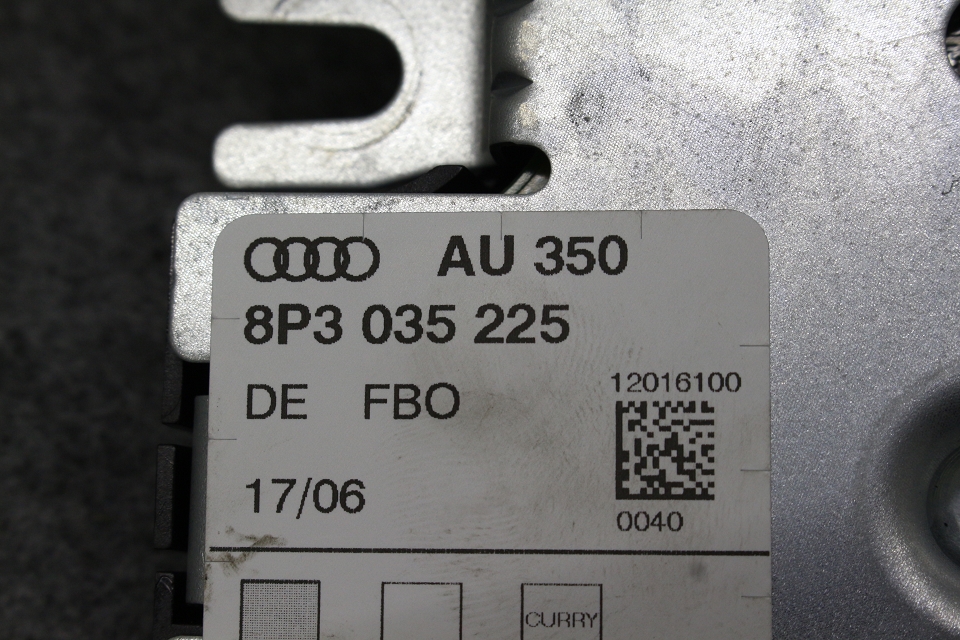 AU 350
8P3 035 225
DE FBO
12016100
17/06
0040
CURRY